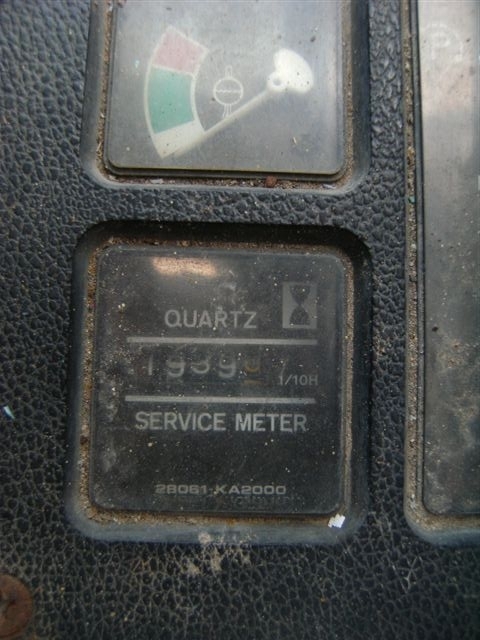 QUARTZ
1/10H
SERVICE METER
28061-KA2000